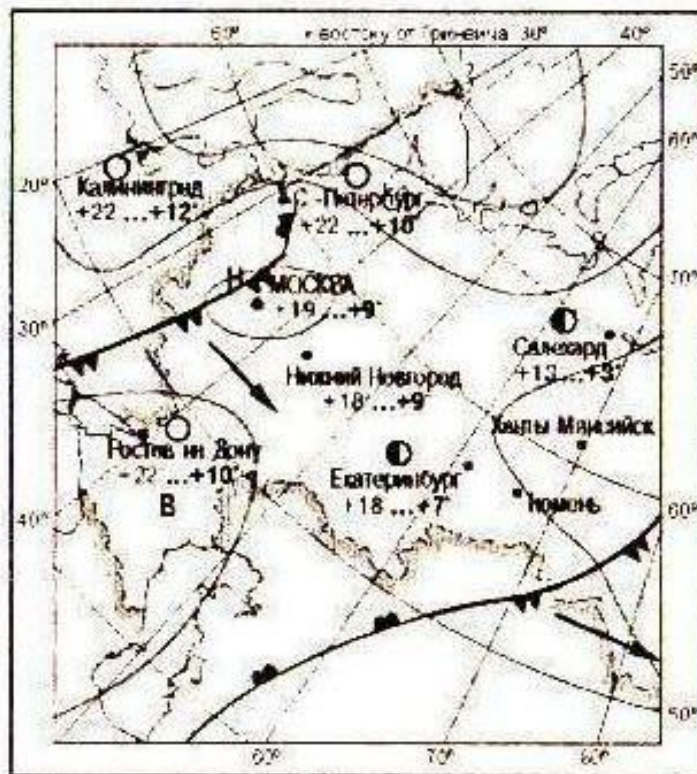 60° к востоку от Гринвича 30° 40°
50°
60°
20°
Калининград
+22 ...+12°
С-Петербург
+22 ...+10°
70°
Н МОСКВА
+19 ...+9°
30°
Салехард
+13 ...+3°
Нижний Новгород
+18° ...+9°
Ханты Мансийск
Ростов на Дону
+22 ...+10°
Екатеринбург
+18 ...+7°
Тюмень
В
40°
60°
50°
60° 70° 60°